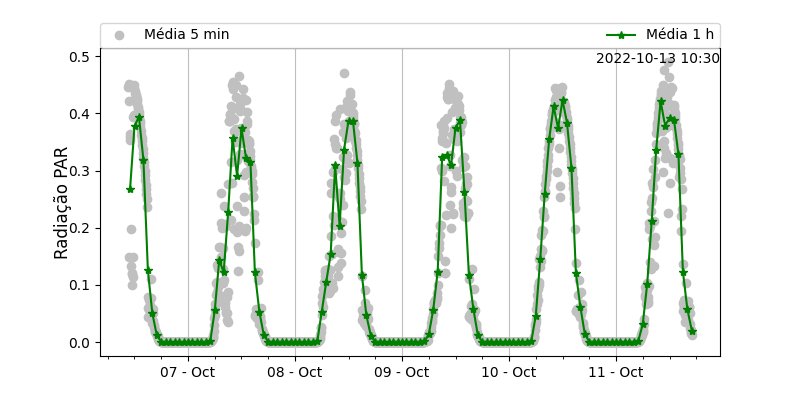 Média 5 min
Média 1 h
2022-10-13 10:30
Radiação PAR
0.5
0.4
0.3
0.2
0.1
0.0
07 - Oct
08 - Oct
09 - Oct
10 - Oct
11 - Oct